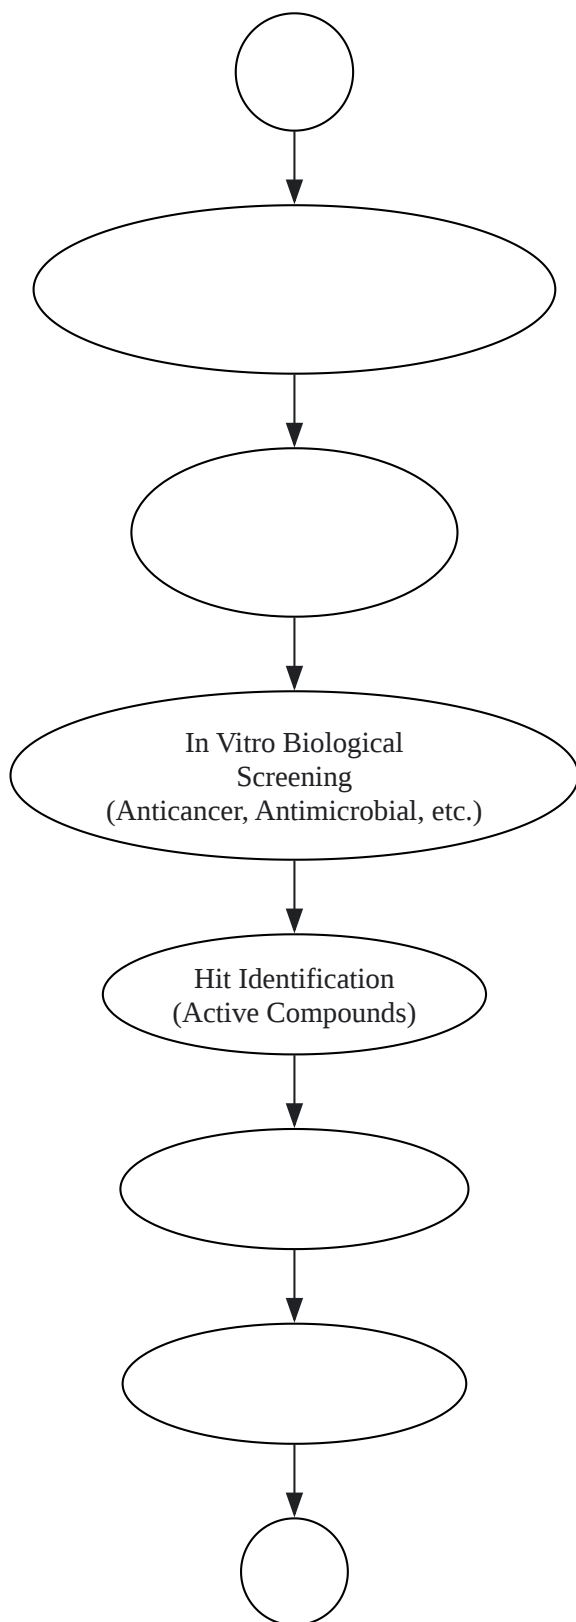 In Vitro Biological
Screening
(Anticancer, Antimicrobial, etc.)
Hit Identification
(Active Compounds)